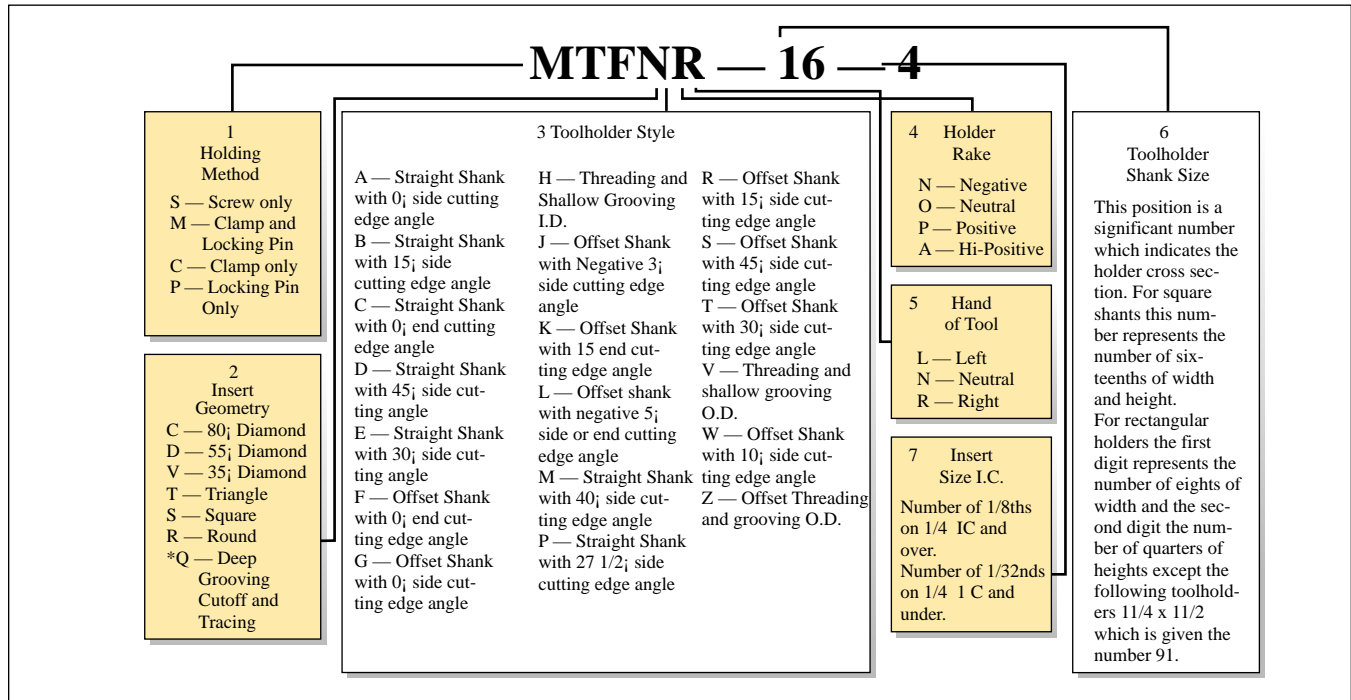 MTFNR — 16 — 4
1
Holding
Method
S — Screw only
M — Clamp and
Locking Pin
C — Clamp only
P — Locking Pin
Only
2
Insert
Geometry
C — 80¡ Diamond
D — 55¡ Diamond
V — 35¡ Diamond
T — Triangle
S — Square
R — Round
*Q — Deep
Grooving
Cutoff and
Tracing
3 Toolholder Style
A — Straight Shank
with 0¡ side cutting
edge angle
B — Straight Shank
with 15¡ side
cutting edge angle
C — Straight Shank
with 0¡ end cutting
edge angle
D — Straight Shank
with 45¡ side cut-
ting angle
E — Straight Shank
with 30¡ side cut-
ting angle
F — Offset Shank
with 0¡ end cut-
ting edge angle
G — Offset Shank
with 0¡ side cut-
ting edge angle
H — Threading and
Shallow Grooving
I.D.
J — Offset Shank
with Negative 3¡
side cutting edge
angle
K — Offset Shank
with 15 end cut-
ting edge angle
L — Offset shank
with negative 5¡
side or end cutting
edge angle
M — Straight Shank
with 40¡ side cut-
ting edge angle
P — Straight Shank
with 27 1/2¡ side
cutting edge angle
R — Offset Shank
with 15¡ side cut-
ting edge angle
S — Offset Shank
with 45¡ side cut-
ting edge angle
T — Offset Shank
with 30¡ side cut-
ting edge angle
V — Threading and
shallow grooving
O.D.
W — Offset Shank
with 10¡ side cut-
ting edge angle
Z — Offset Threading
and grooving O.D.
4 Holder
Rake
N — Negative
O — Neutral
P — Positive
A — Hi-Positive
5 Hand
of Tool
L — Left
N — Neutral
R — Right
7 Insert
Size I.C.
Number of 1/8ths
on 1/4 IC and
over.
Number of 1/32nds
on 1/4 1 C and
under.
6
Toolholder
Shank Size
This position is a
significant number
which indicates the
holder cross sec-
tion. For square
shants this num-
ber represents the
number of six-
teenths of width
and height.
For rectangular
holders the first
digit represents the
number of eights of
width and the sec-
ond digit the num-
ber of quarters of
heights except the
following toolhold-
ers 11/4 x 11/2
which is given the
number 91.